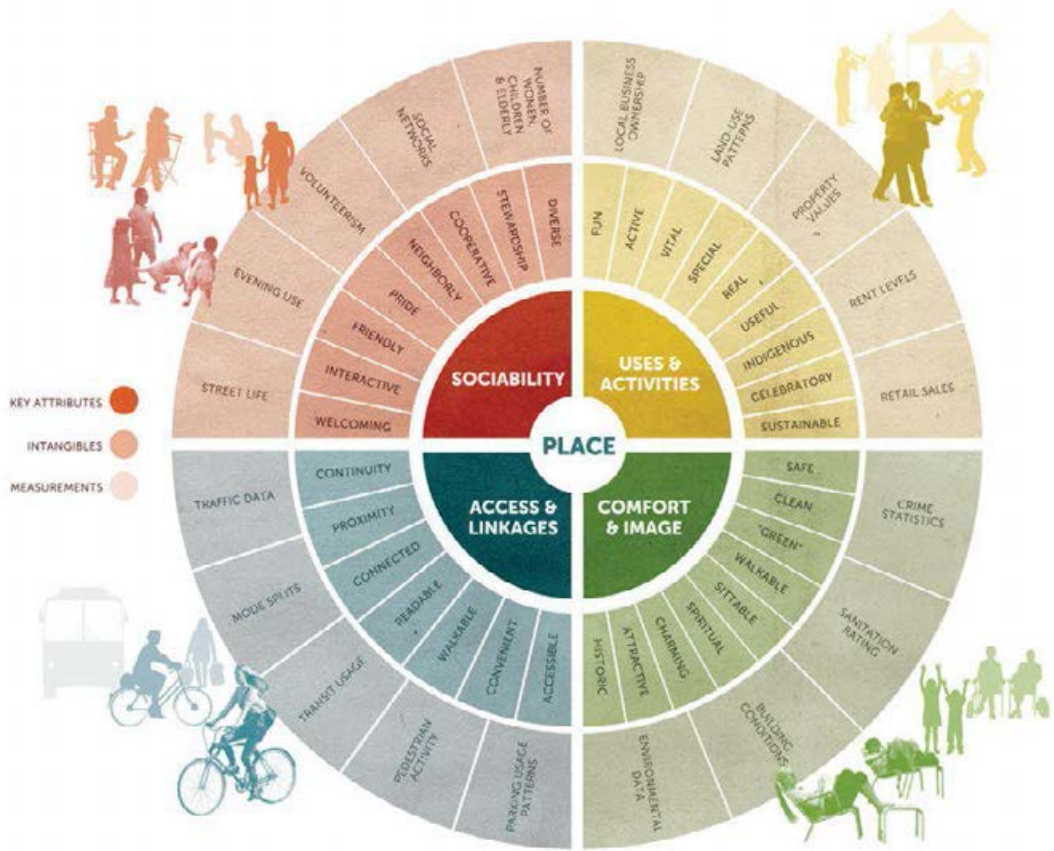 KEY ATTRIBUTES
INTANGIBLES
MEASUREMENTS
PLACE
SOCIABILITY
USES &
ACTIVITIES
ACCESS &
LINKAGES
COMFORT
& IMAGE
WELCOMING
INTERACTIVE
FRIENDLY
PRIDE
NEIGHBORLY
COOPERATIVE
STEWARDSHIP
DIVERSE
STREET LIFE
EVENING USE
VOLUNTEERISM
SOCIAL
NETWORKS
NUMBER OF
WOMEN,
CHILDREN
& ELDERLY
FUN
ACTIVE
VITAL
SPECIAL
REAL
USEFUL
INDIGENOUS
CELEBRATORY
SUSTAINABLE
LOCAL BUSINESS
OWNERSHIP
LAND-USE
PATTERNS
PROPERTY
VALUES
RENT LEVELS
RETAIL SALES
SAFE
CLEAN
"GREEN"
WALKABLE
SITTABLE
SPIRITUAL
CHARMING
ATTRACTIVE
HISTORIC
CRIME
STATISTICS
SANITATION
RATING
BUILDING
CONDITIONS
ENVIRONMENTAL
DATA
CONTINUITY
PROXIMITY
CONNECTED
READABLE
WALKABLE
CONVENIENT
ACCESSIBLE
TRAFFIC DATA
MODE SPLITS
TRANSIT USAGE
PEDESTRIAN
ACTIVITY
PARKING USAGE
PATTERNS